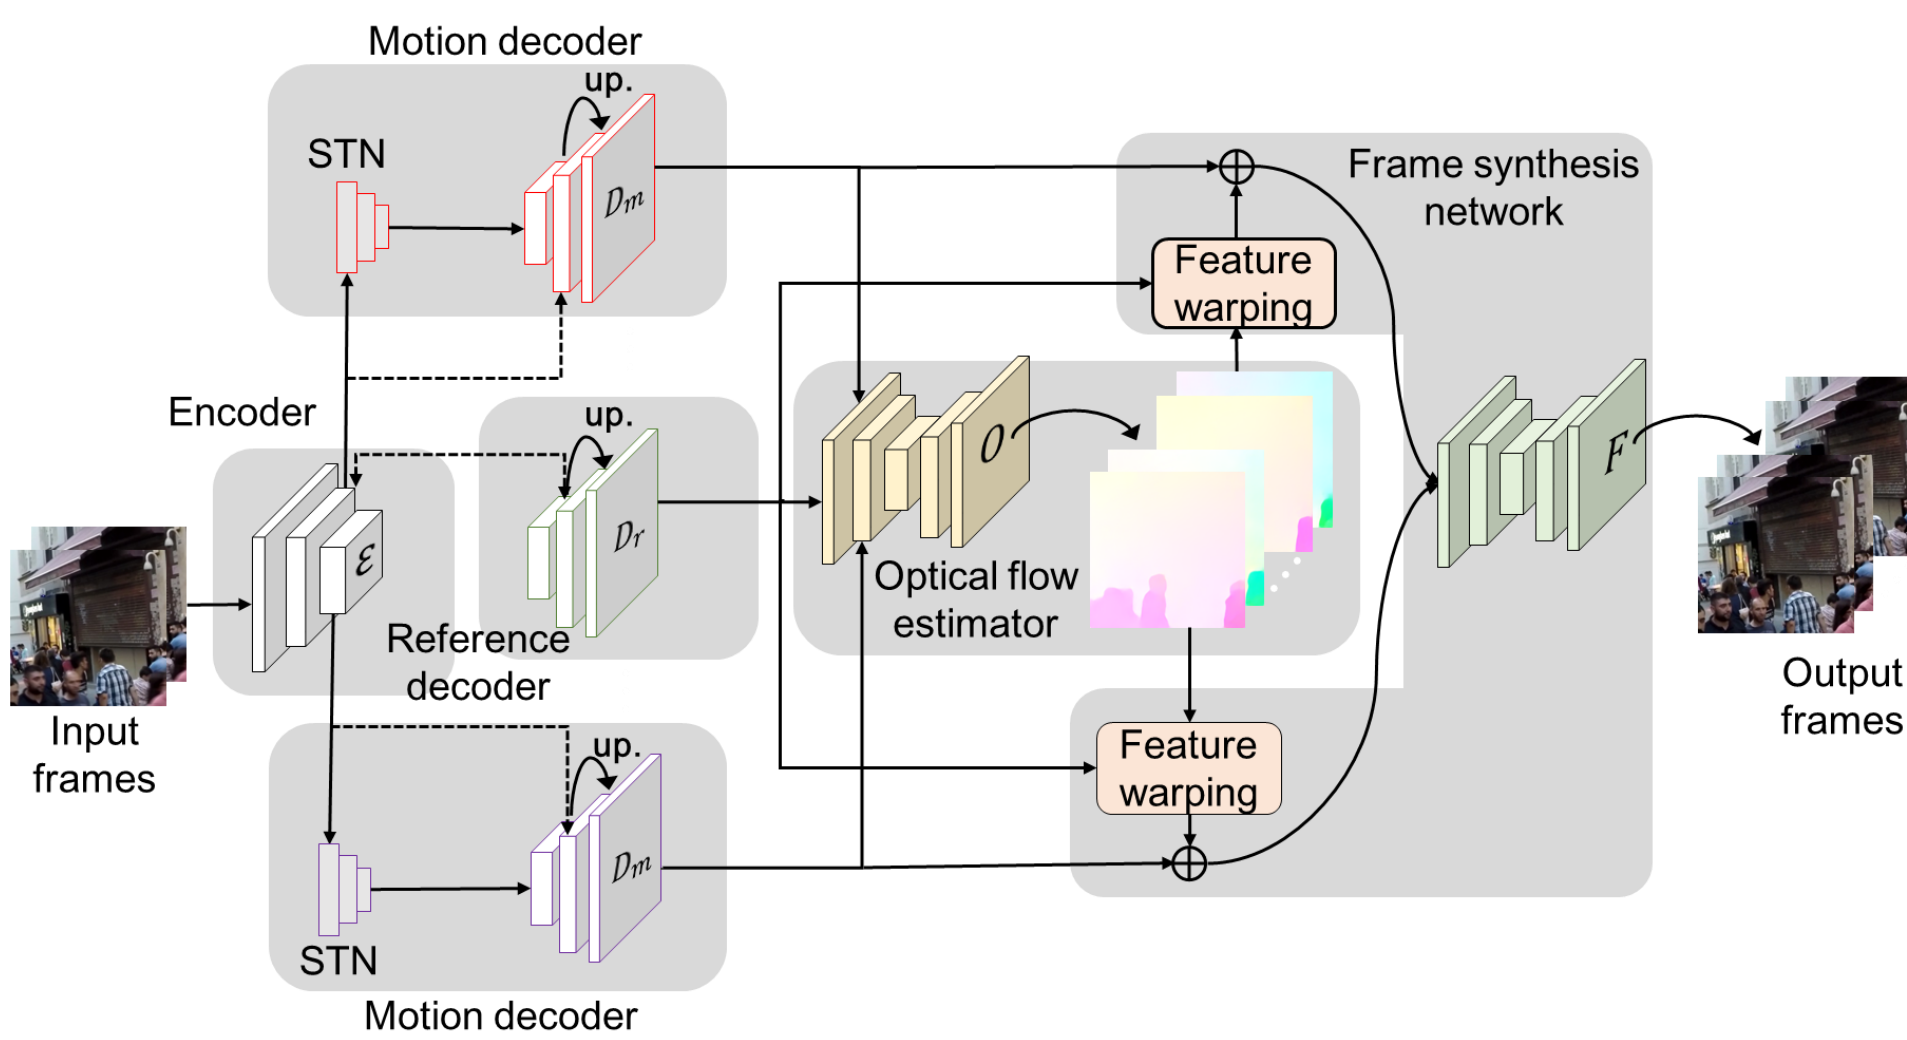 Motion decoder
up.
STN
Dm
Frame synthesis
network
Feature
warping
Encoder
up.
Ɛ
Dr
O
F
Optical flow
estimator
Reference
decoder
Input
frames
Output
frames
up.
Feature
warping
Dm
STN
Motion decoder